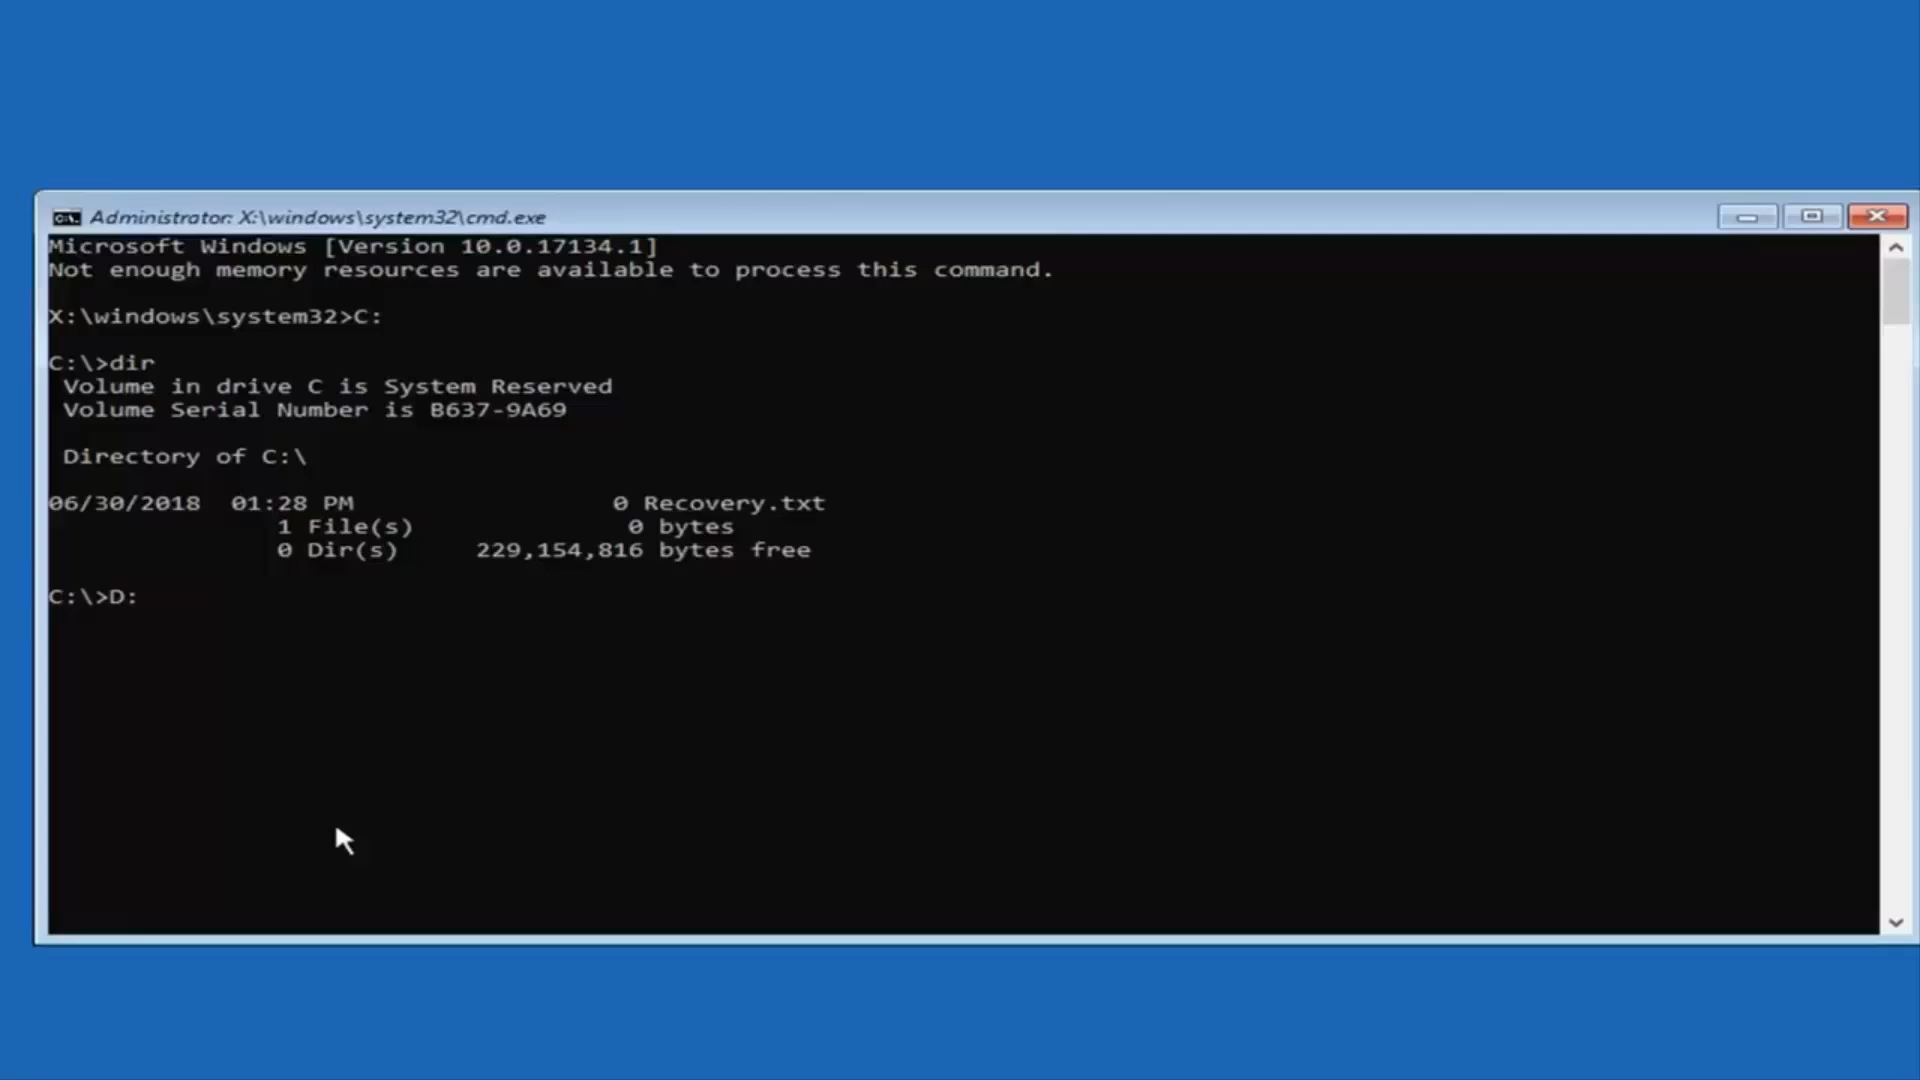 Administrator: X:\windows\system32\cmd.exe
Microsoft Windows [Version 10.0.17134.1]
Not enough memory resources are available to process this command.
X:\windows\system32>C:
C:\>dir
Volume in drive C is System Reserved
Volume Serial Number is B637-9A69
Directory of C:\
06/30/2018  01:28 PM                 0 Recovery.txt
1 File(s)              0 bytes
0 Dir(s)     229,154,816 bytes free
C:\>D: